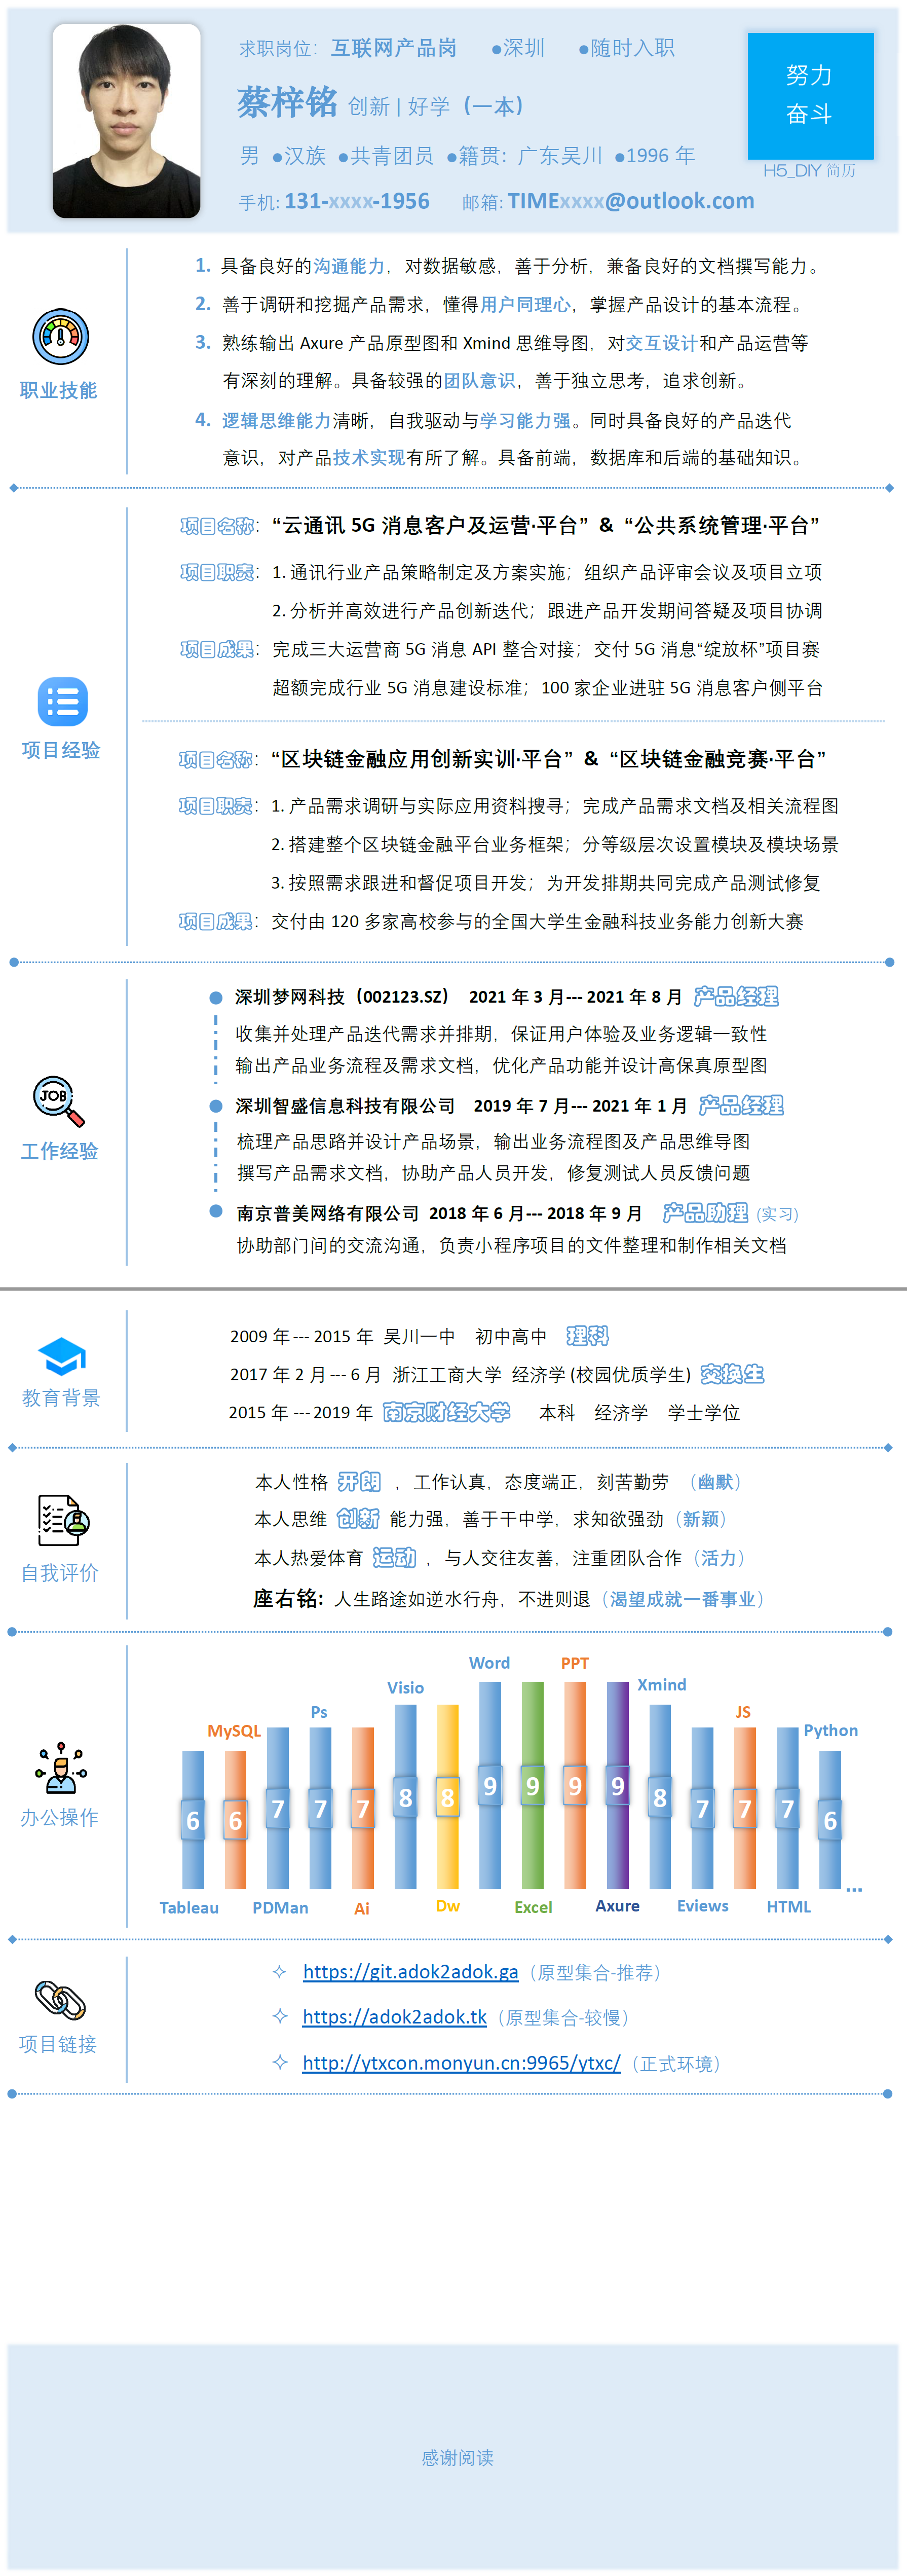 求职岗位：互联网产品岗 ●深圳 ●随时入职
蔡梓铭 创新 | 好学（一本）
男 ●汉族 ●共青团员 ●籍贯：广东吴川 ●1996 年
手机：131-xxxx-1956 邮箱：TIMExxxx@outlook.com
努力
奋斗
H5_DIY 简历
职业技能
1. 具备良好的沟通能力，对数据敏感，善于分析，兼备良好的文档撰写能力。
2. 善于调研和挖掘产品需求，懂得用户同理心，掌握产品设计的基本流程。
3. 熟练输出 Axure 产品原型图和 Xmind 思维导图，对交互设计和产品运营等
有深刻的理解。具备较强的团队意识，善于独立思考，追求创新。
4. 逻辑思维能力清晰，自我驱动与学习能力强。同时具备良好的产品迭代
意识，对产品技术实现有所了解。具备前端，数据库和后端的基础知识。
项目经验
项目名称：“云通讯 5G 消息客户及运营·平台” & “公共系统管理·平台”
项目职责：1. 通讯行业产品策略制定及方案实施；组织产品评审会议及项目立项
2. 分析并高效进行产品创新迭代；跟进产品开发期间答疑及项目协调
项目成果：完成三大运营商 5G 消息 API 整合对接；交付 5G 消息“绽放杯”项目赛
超额完成行业 5G 消息建设标准；100 家企业进驻 5G 消息客户侧平台
项目名称：“区块链金融应用创新实训·平台” & “区块链金融竞赛·平台”
项目职责：1. 产品需求调研与实际应用资料搜寻；完成产品需求文档及相关流程图
2. 搭建整个区块链金融平台业务框架；分等级层次设置模块及模块场景
3. 按照需求跟进和督促项目开发；为开发排期共同完成产品测试修复
项目成果：交付由 120 多家高校参与的全国大学生金融科技业务能力创新大赛
工作经验
深圳梦网科技（002123.SZ） 2021 年 3 月--- 2021 年 8 月 产品经理
收集并处理产品迭代需求并排期，保证用户体验及业务逻辑一致性
输出产品业务流程及需求文档，优化产品功能并设计高保真原型图
深圳智盛信息科技有限公司 2019 年 7 月--- 2021 年 1 月 产品经理
梳理产品思路并设计产品场景，输出业务流程图及产品思维导图
撰写产品需求文档，协助产品人员开发，修复测试人员反馈问题
南京普美网络有限公司 2018 年 6 月--- 2018 年 9 月 产品助理 (实习)
协助部门间的交流沟通，负责小程序项目的文件整理和制作相关文档
教育背景
2009 年 --- 2015 年 吴川一中 初中高中 理科
2017 年 2 月 --- 6 月 浙江工商大学 经济学 (校园优质学生) 交换生
2015 年 ---2019 年 南京财经大学 本科 经济学 学士学位
自我评价
本人性格 开朗 ，工作认真，态度端正，刻苦勤劳 （幽默）
本人思维 创新 能力强，善于干中学，求知欲强劲（新颖）
本人热爱体育 运动 ，与人交往友善，注重团队合作（活力）
座右铭：人生路途如逆水行舟，不进则退（渴望成就一番事业）
办公操作
Word PPT
Visio Xmind
Ps JS
MySQL Python
6 6 7 7 7 8 8 9 9 9 9 8 7 7 7 6
...
Tableau PDMan Ai Dw Excel Axure Eviews HTML
项目链接
https://git.adok2adok.ga（原型集合-推荐）
https://adok2adok.tk（原型集合-较慢）
http://ytxcon.monyun.cn:9965/ytxc/（正式环境）
感谢阅读